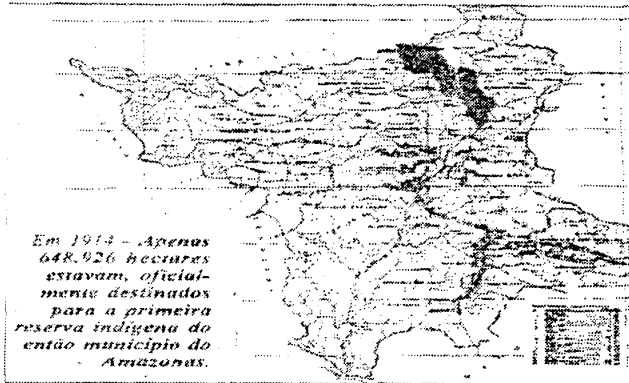 Em 1914 – Apenas
648.926 hectares
estavam, oficial-
mente destinados
para a primeira
reserva indígena do
então município do
Amazonas.